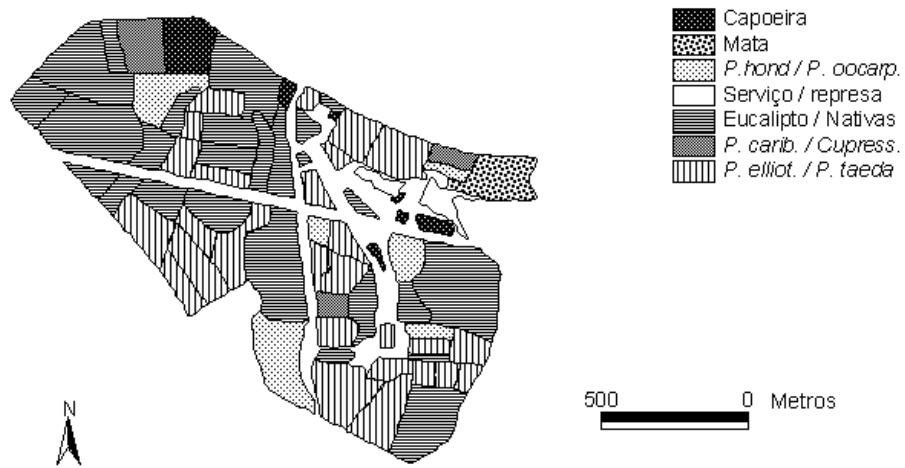 Capoeira
Mata
P.hond / P. oocarp.
Serviço / represa
Eucalipto / Nativas
P. carib. / Cupress.
P. elliot. / P. taeda
500 0 Metros
N